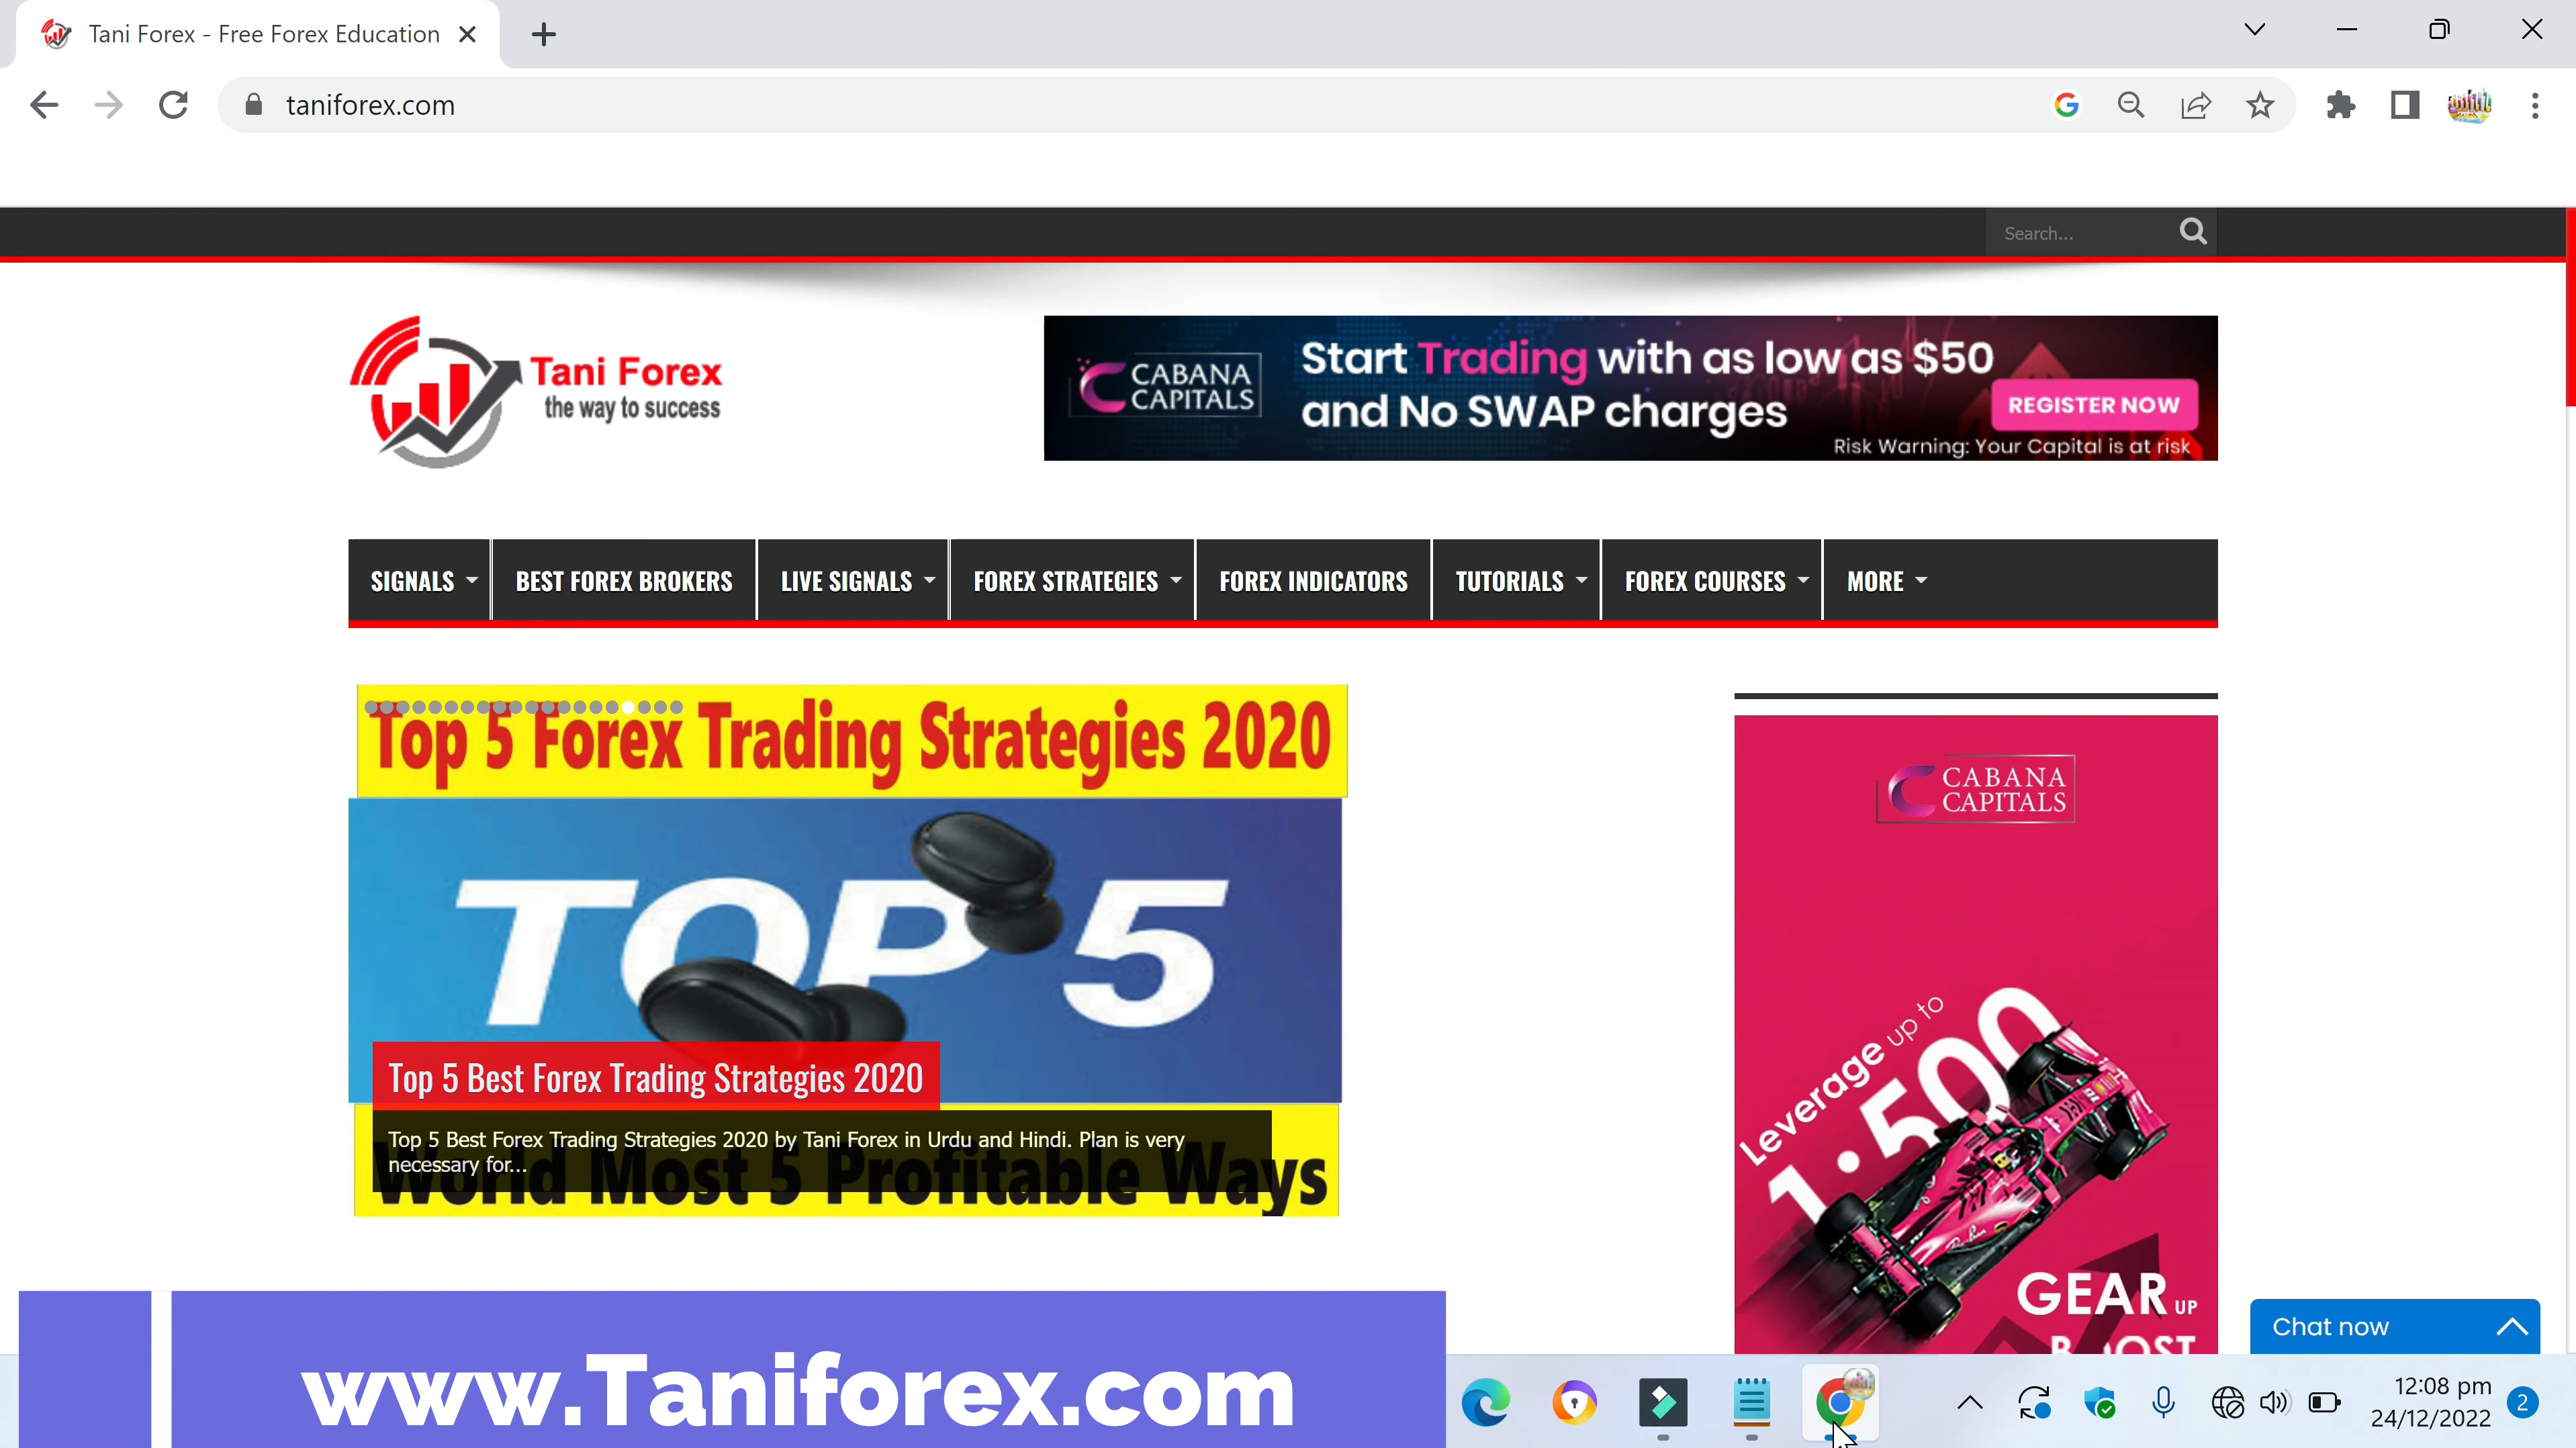 Tani Forex - Free Forex Education
taniforex.com
Search...
Tani Forex
the way to success
CABANA
CAPITALS
Start Trading with as low as $50
and No SWAP charges
REGISTER NOW
Risk Warning: Your Capital is at risk
SIGNALS
BEST FOREX BROKERS
LIVE SIGNALS
FOREX STRATEGIES
FOREX INDICATORS
TUTORIALS
FOREX COURSES
MORE
Top 5 Forex Trading Strategies 2020
TOP 5
Top 5 Best Forex Trading Strategies 2020
Top 5 Best Forex Trading Strategies 2020 by Tani Forex in Urdu and Hindi. Plan is very
necessary for...
World Most 5 Profitable Ways
CABANA
CAPITALS
Leverage up to
1:500
GEAR UP
BOOST
Chat now
www.Taniforex.com
12:08 pm
24/12/2022
2